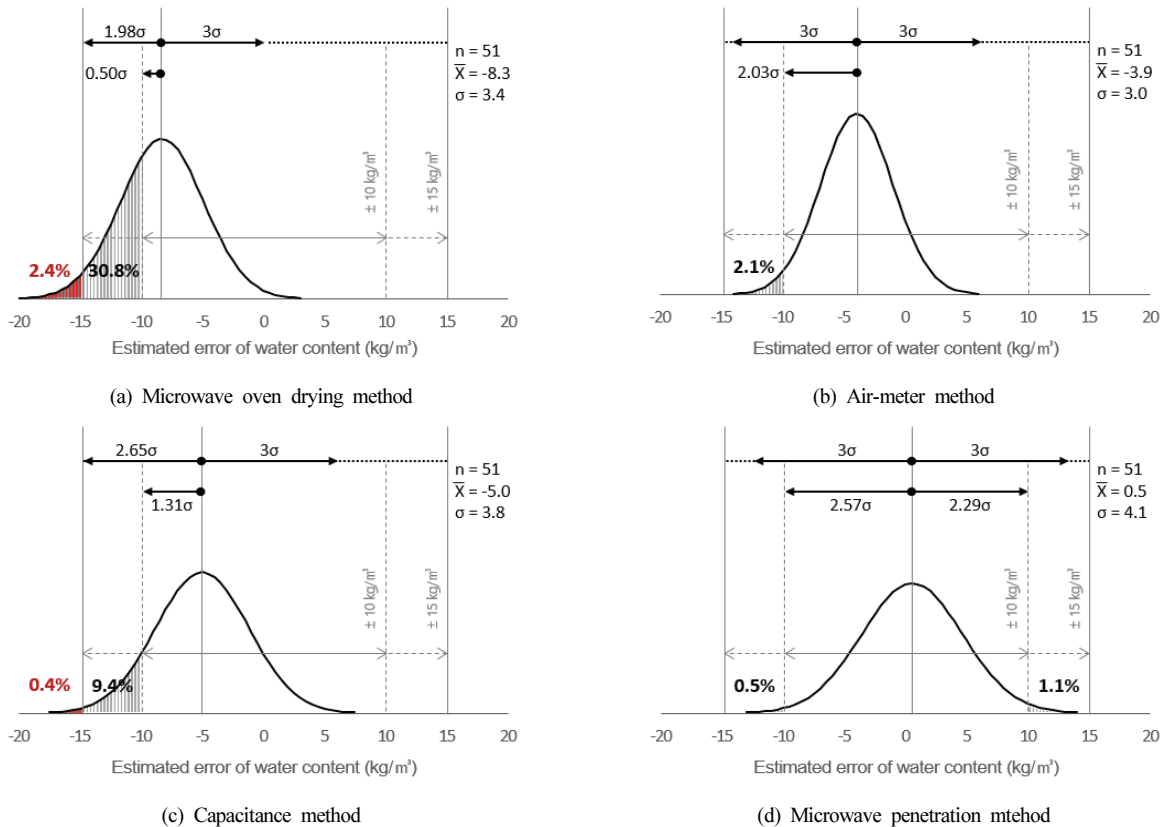 1.98σ 3σ
0.50σ
n = 51
X̅ = -8.3
σ = 3.4
± 10 kg/m³
± 15 kg/m³
2.4% 30.8%
-20 -15 -10 -5 0 5 10 15 20
Estimated error of water content (kg/m³)
(a) Microwave oven drying method
3σ 3σ
2.03σ
n = 51
X̅ = -3.9
σ = 3.0
± 10 kg/m³
± 15 kg/m³
2.1%
-20 -15 -10 -5 0 5 10 15 20
Estimated error of water content (kg/m³)
(b) Air-meter method
2.65σ 3σ
1.31σ
n = 51
X̅ = -5.0
σ = 3.8
± 10 kg/m³
± 15 kg/m³
0.4% 9.4%
-20 -15 -10 -5 0 5 10 15 20
Estimated error of water content (kg/m³)
(c) Capacitance method
3σ 3σ
2.57σ 2.29σ
n = 51
X̅ = 0.5
σ = 4.1
± 10 kg/m³
± 15 kg/m³
0.5% 1.1%
-20 -15 -10 -5 0 5 10 15 20
Estimated error of water content (kg/m³)
(d) Microwave penetration mtehod